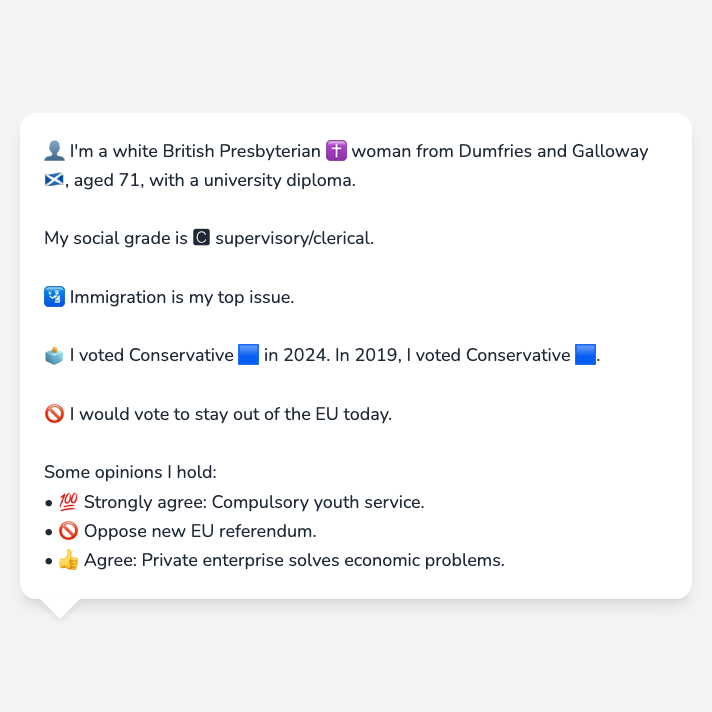 👤 I'm a white British Presbyterian ✝️ woman from Dumfries and Galloway
🏴󠁧󠁢󠁳󠁣󠁴󠁿, aged 71, with a university diploma.
My social grade is 🅲 supervisory/clerical.
🛂 Immigration is my top issue.
🗳️ I voted Conservative 🟦 in 2024. In 2019, I voted Conservative 🟦.
🚫 I would vote to stay out of the EU today.
Some opinions I hold:
• 💯 Strongly agree: Compulsory youth service.
• 🚫 Oppose new EU referendum.
• 👍 Agree: Private enterprise solves economic problems.